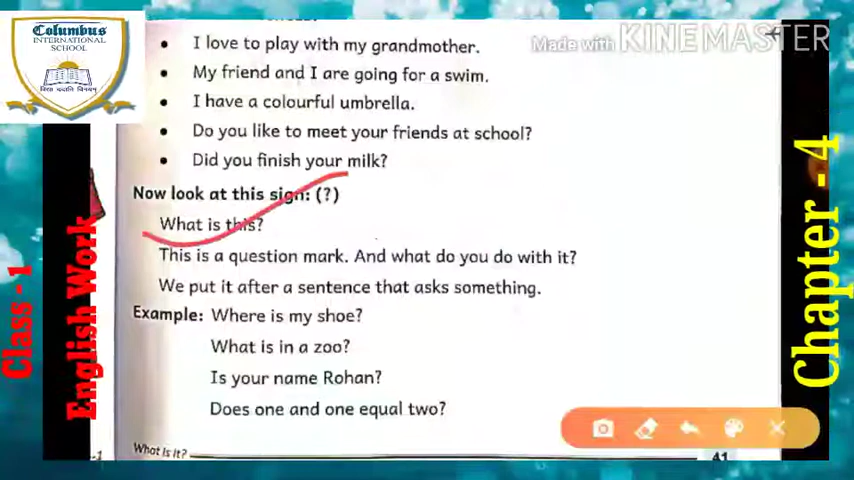 Columbus
INTERNATIONAL
SCHOOL
Made with KINEMASTER
• I love to play with my grandmother.
• My friend and I are going for a swim.
• I have a colourful umbrella.
• Do you like to meet your friends at school?
• Did you finish your milk?
Now look at this sign: (?)
What is this?
This is a question mark. And what do you do with it?
We put it after a sentence that asks something.
Example: Where is my shoe?
What is in a zoo?
Is your name Rohan?
Does one and one equal two?
-1
What Is It?
41
Class - 1
English Work
Chapter - 4